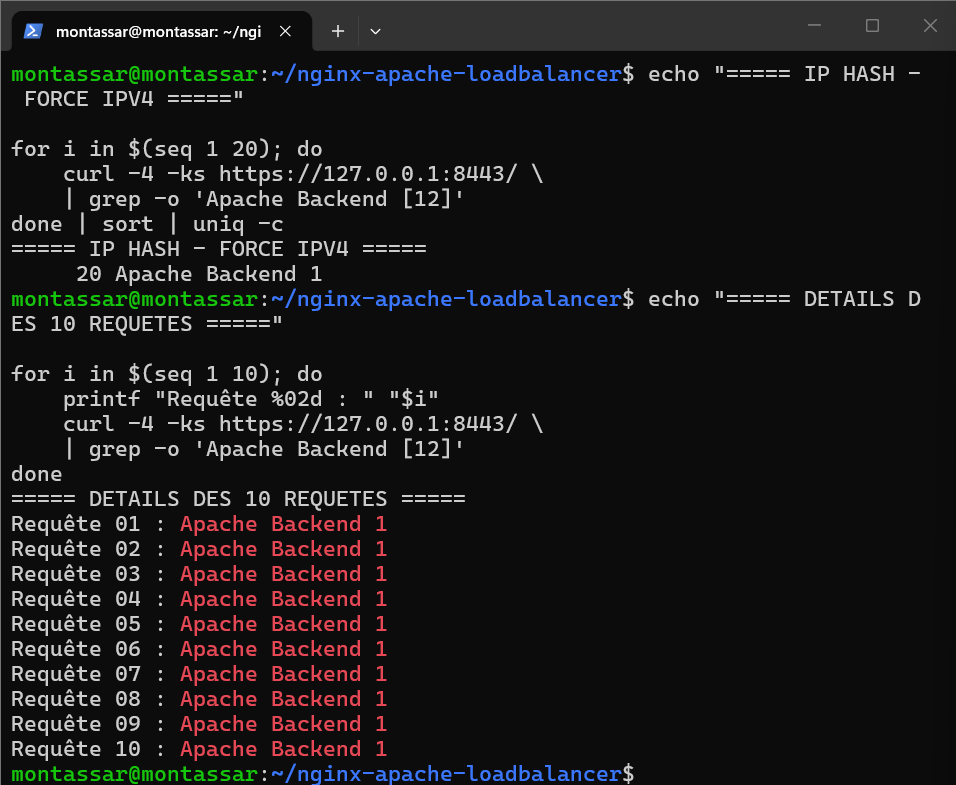 montassar@montassar: ~/ngi
montassar@montassar:~/nginx-apache-loadbalancer$ echo "===== IP HASH -
 FORCE IPV4 ====="
for i in $(seq 1 20); do
    curl -4 -ks https://127.0.0.1:8443/ \
    | grep -o 'Apache Backend [12]'
done | sort | uniq -c
===== IP HASH - FORCE IPV4 =====
     20 Apache Backend 1
montassar@montassar:~/nginx-apache-loadbalancer$ echo "===== DETAILS D
ES 10 REQUETES ====="
for i in $(seq 1 10); do
    printf "Requête %02d : " "$i"
    curl -4 -ks https://127.0.0.1:8443/ \
    | grep -o 'Apache Backend [12]'
done
===== DETAILS DES 10 REQUETES =====
Requête 01 : Apache Backend 1
Requête 02 : Apache Backend 1
Requête 03 : Apache Backend 1
Requête 04 : Apache Backend 1
Requête 05 : Apache Backend 1
Requête 06 : Apache Backend 1
Requête 07 : Apache Backend 1
Requête 08 : Apache Backend 1
Requête 09 : Apache Backend 1
Requête 10 : Apache Backend 1
montassar@montassar:~/nginx-apache-loadbalancer$